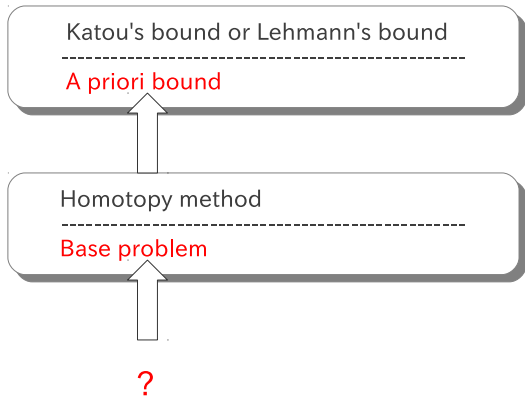 Katou's bound or Lehmann's bound
A priori bound
Homotopy method
Base problem
?